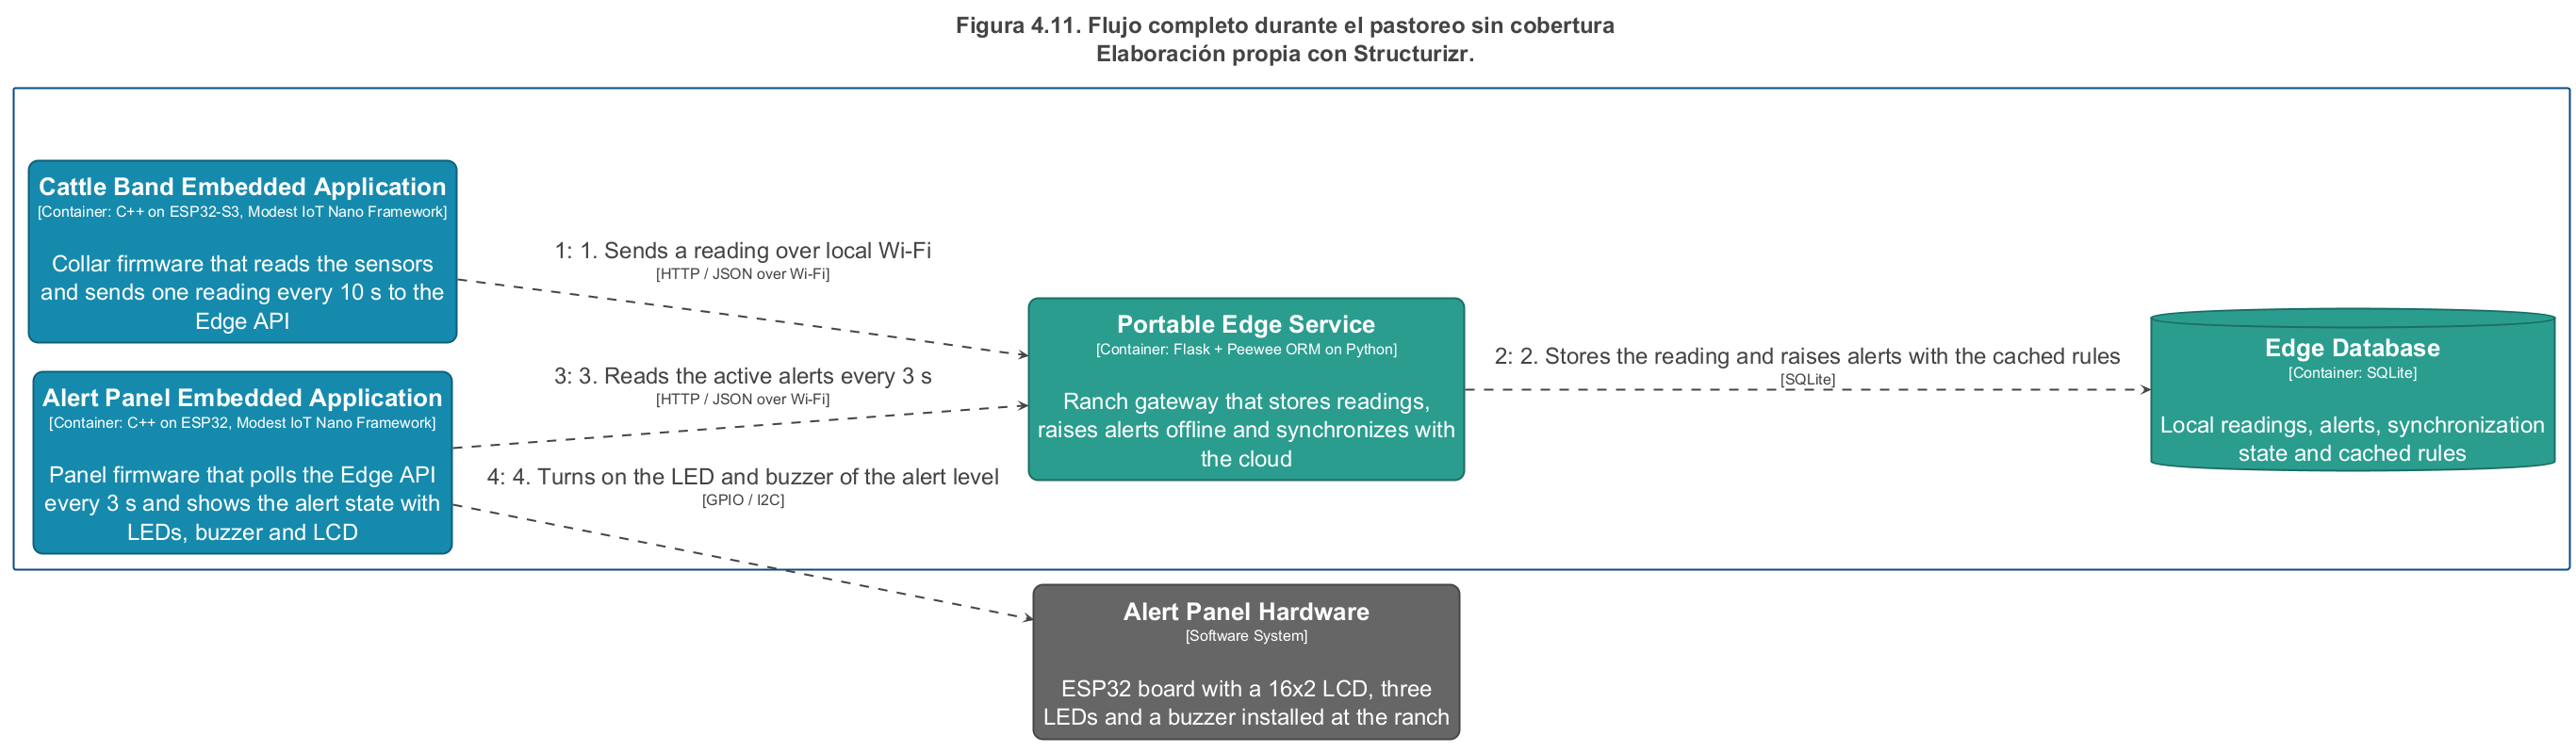 Figura 4.11. Flujo completo durante el pastoreo sin cobertura
Elaboración propia con Structurizr.
Cattle Band Embedded Application
[Container: C++ on ESP32-S3, Modest IoT Nano Framework]
Collar firmware that reads the sensors
and sends one reading every 10 s to the
Edge API
1: 1. Sends a reading over local Wi-Fi
[HTTP / JSON over Wi-Fi]
Alert Panel Embedded Application
[Container: C++ on ESP32, Modest IoT Nano Framework]
Panel firmware that polls the Edge API
every 3 s and shows the alert state with
LEDs, buzzer and LCD
3: 3. Reads the active alerts every 3 s
[HTTP / JSON over Wi-Fi]
4: 4. Turns on the LED and buzzer of the alert level
[GPIO / I2C]
Portable Edge Service
[Container: Flask + Peewee ORM on Python]
Ranch gateway that stores readings,
raises alerts offline and synchronizes with
the cloud
2: 2. Stores the reading and raises alerts with the cached rules
[SQLite]
Edge Database
[Container: SQLite]
Local readings, alerts, synchronization
state and cached rules
Alert Panel Hardware
[Software System]
ESP32 board with a 16x2 LCD, three
LEDs and a buzzer installed at the ranch